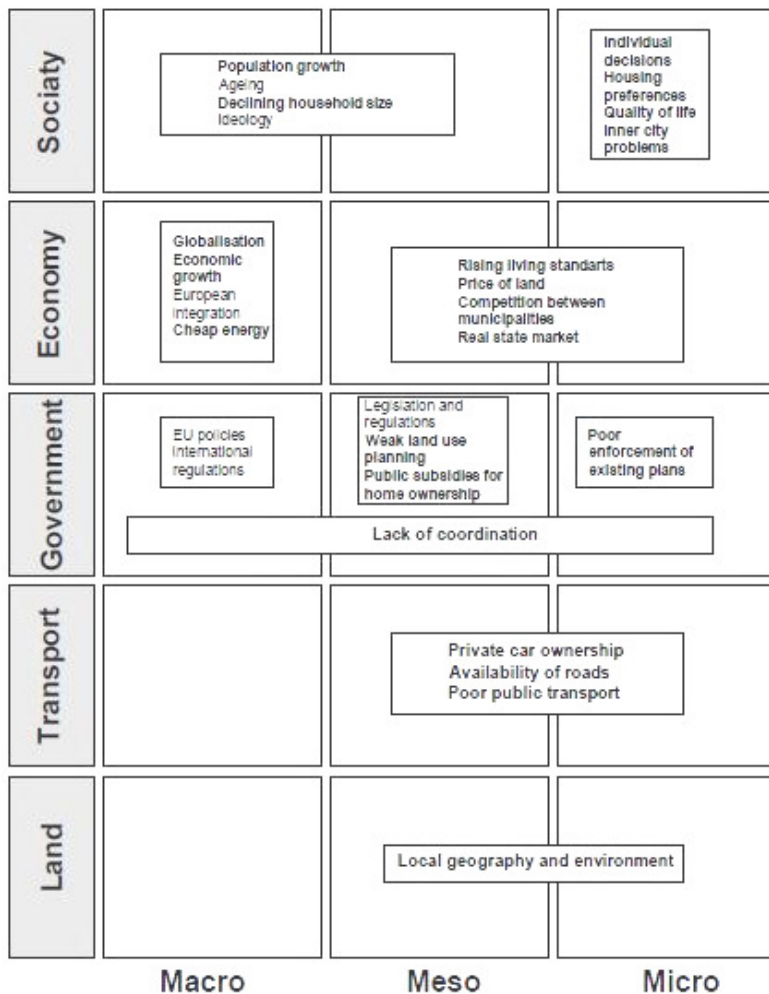 Sociaty
Population growth
Ageing
Declining household size
Ideology
Individual
decisions
Housing
preferences
Quality of life
Inner city
problems
Economy
Globalisation
Economic
growth
European
integration
Cheap energy
Rising living standarts
Price of land
Competition between
municipalities
Real state market
Government
EU policies
International
regulations
Legislation and
regulations
Weak land use
planning
Public subsidies for
home ownership
Poor
enforcement of
existing plans
Lack of coordination
Transport
Private car ownership
Availability of roads
Poor public transport
Land
Local geography and environment
Macro
Meso
Micro